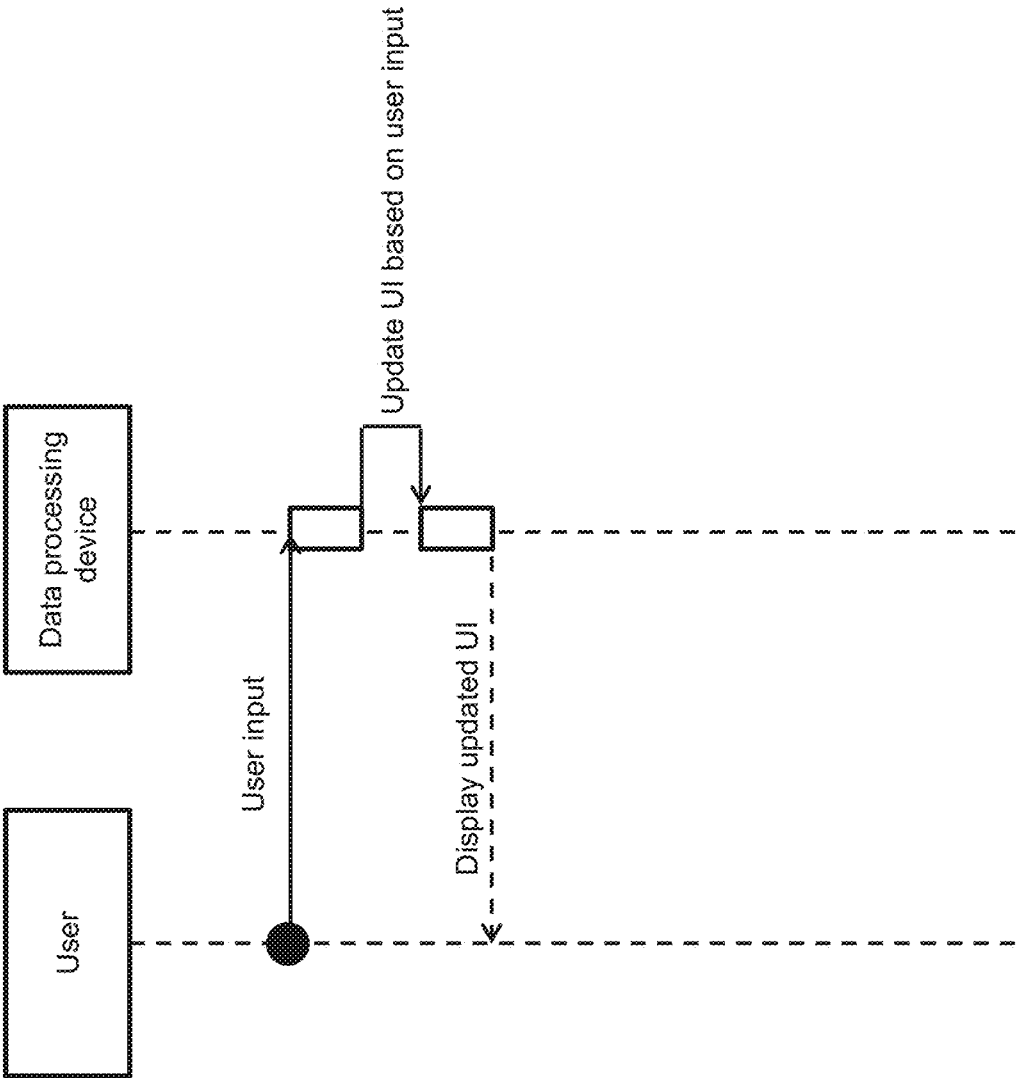 User
Data processing
device
User input
Update UI based on user input
Display updated UI